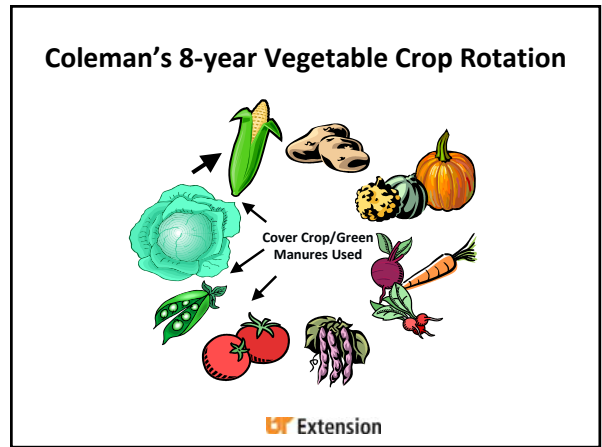 Coleman’s 8-year Vegetable Crop Rotation
Cover Crop/Green
Manures Used
UT Extension